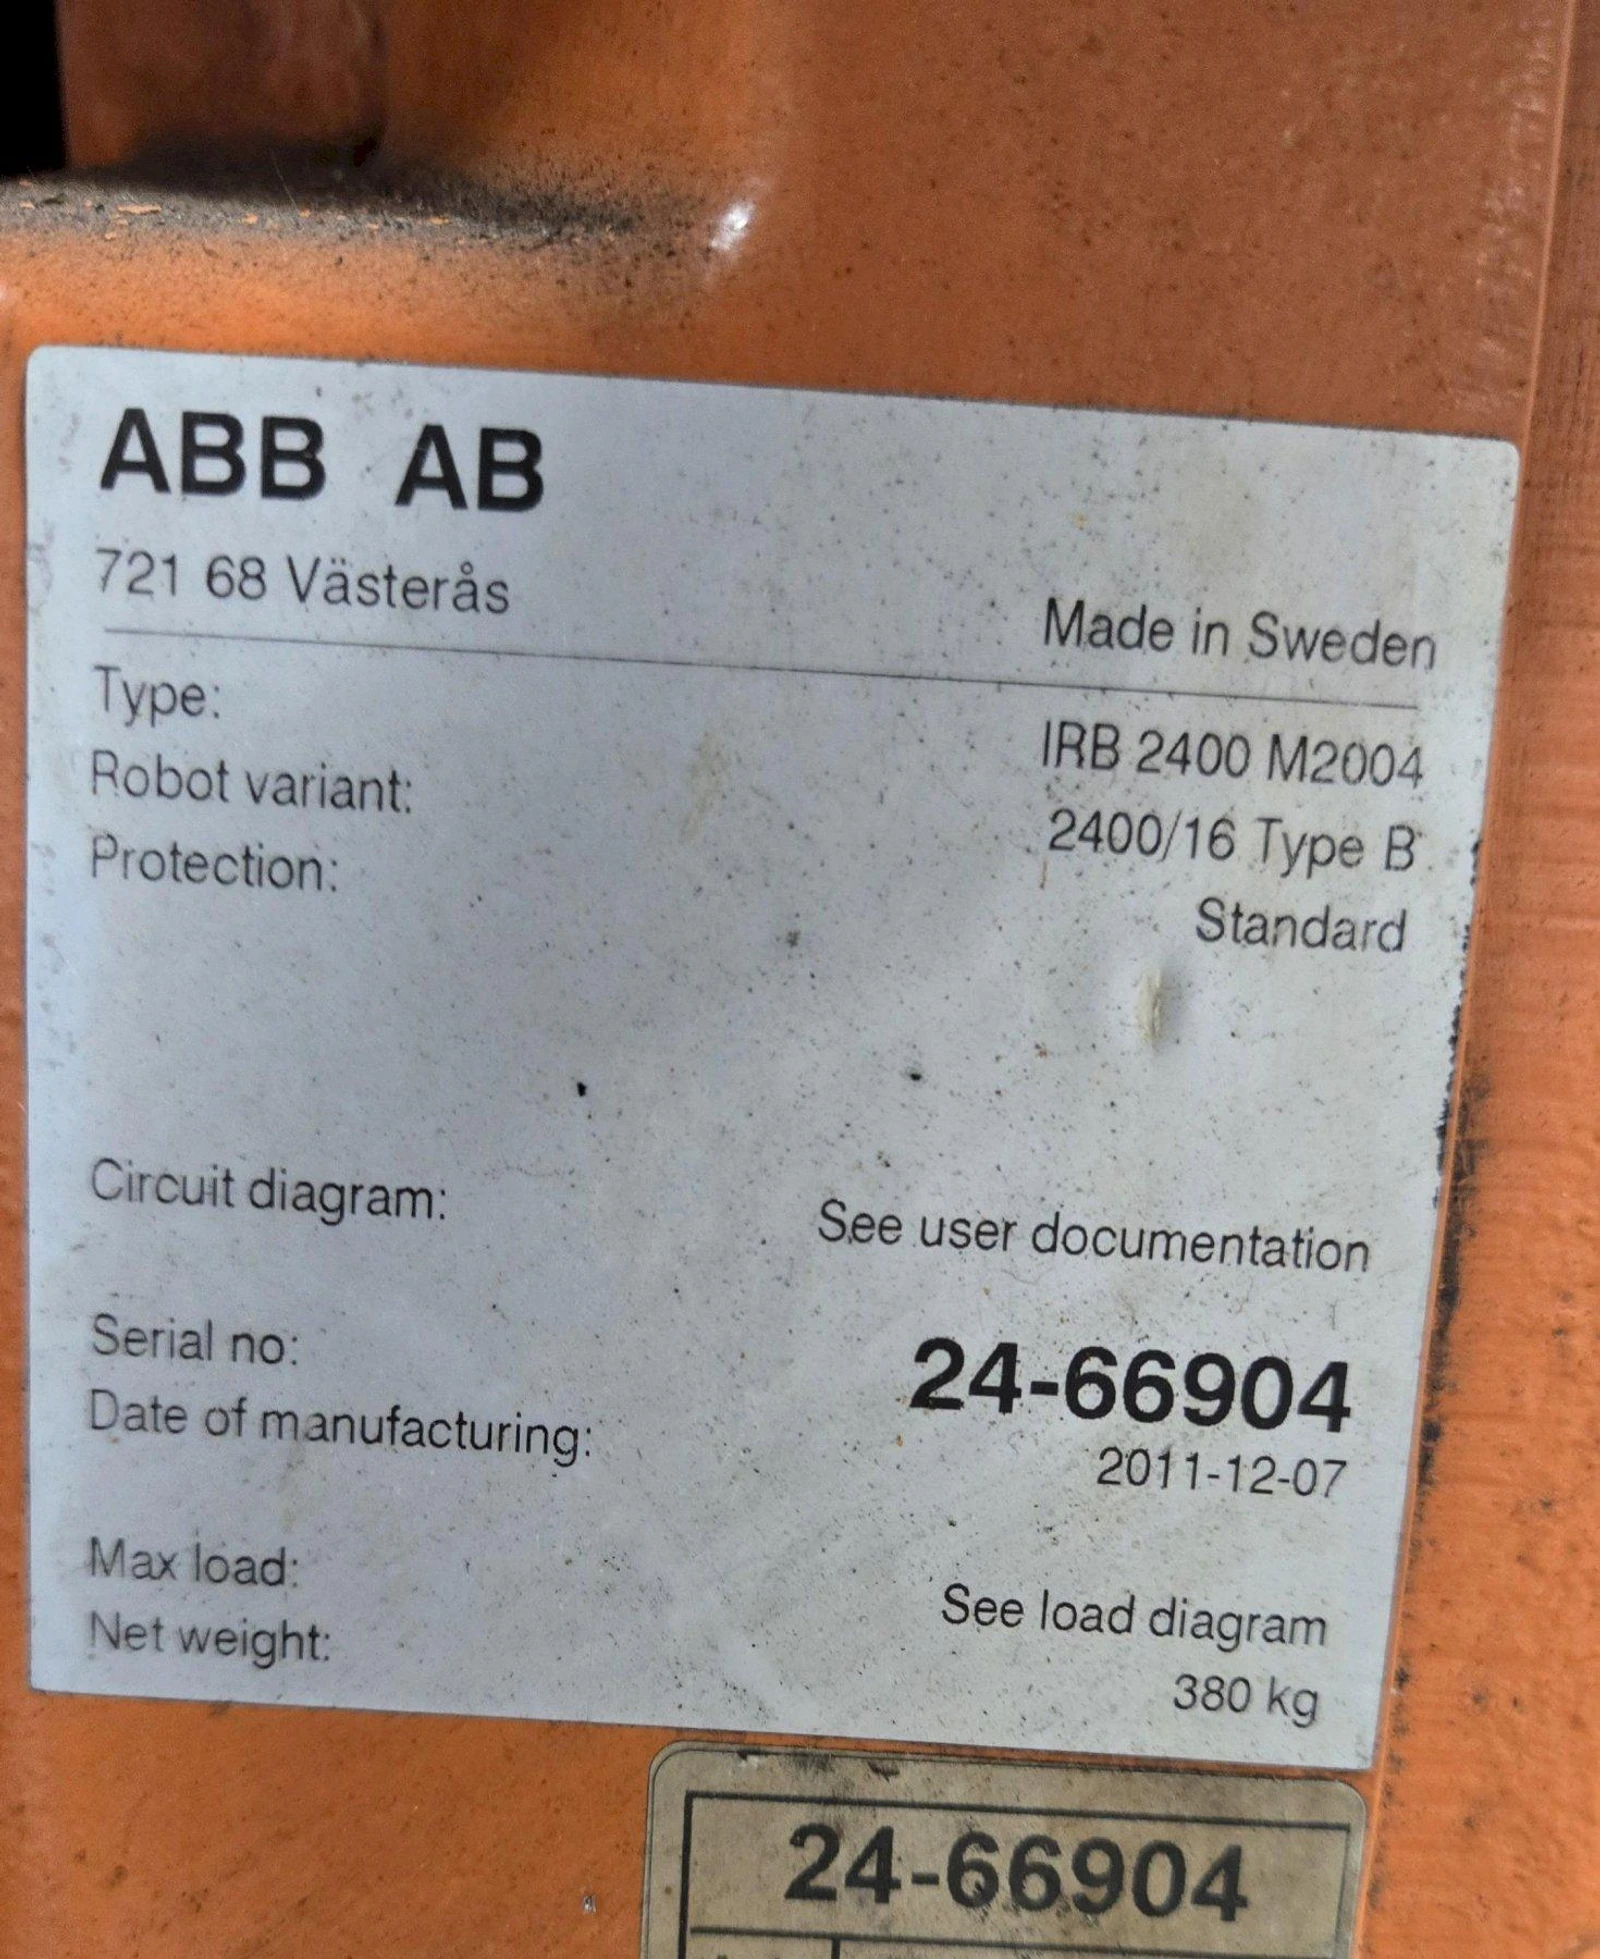 ABB AB
721 68 Västerås
Made in Sweden
Type: IRB 2400 M2004
Robot variant: 2400/16 Type B
Protection: Standard
Circuit diagram: See user documentation
Serial no: 24-66904
Date of manufacturing: 2011-12-07
Max load: See load diagram
Net weight: 380 kg
24-66904